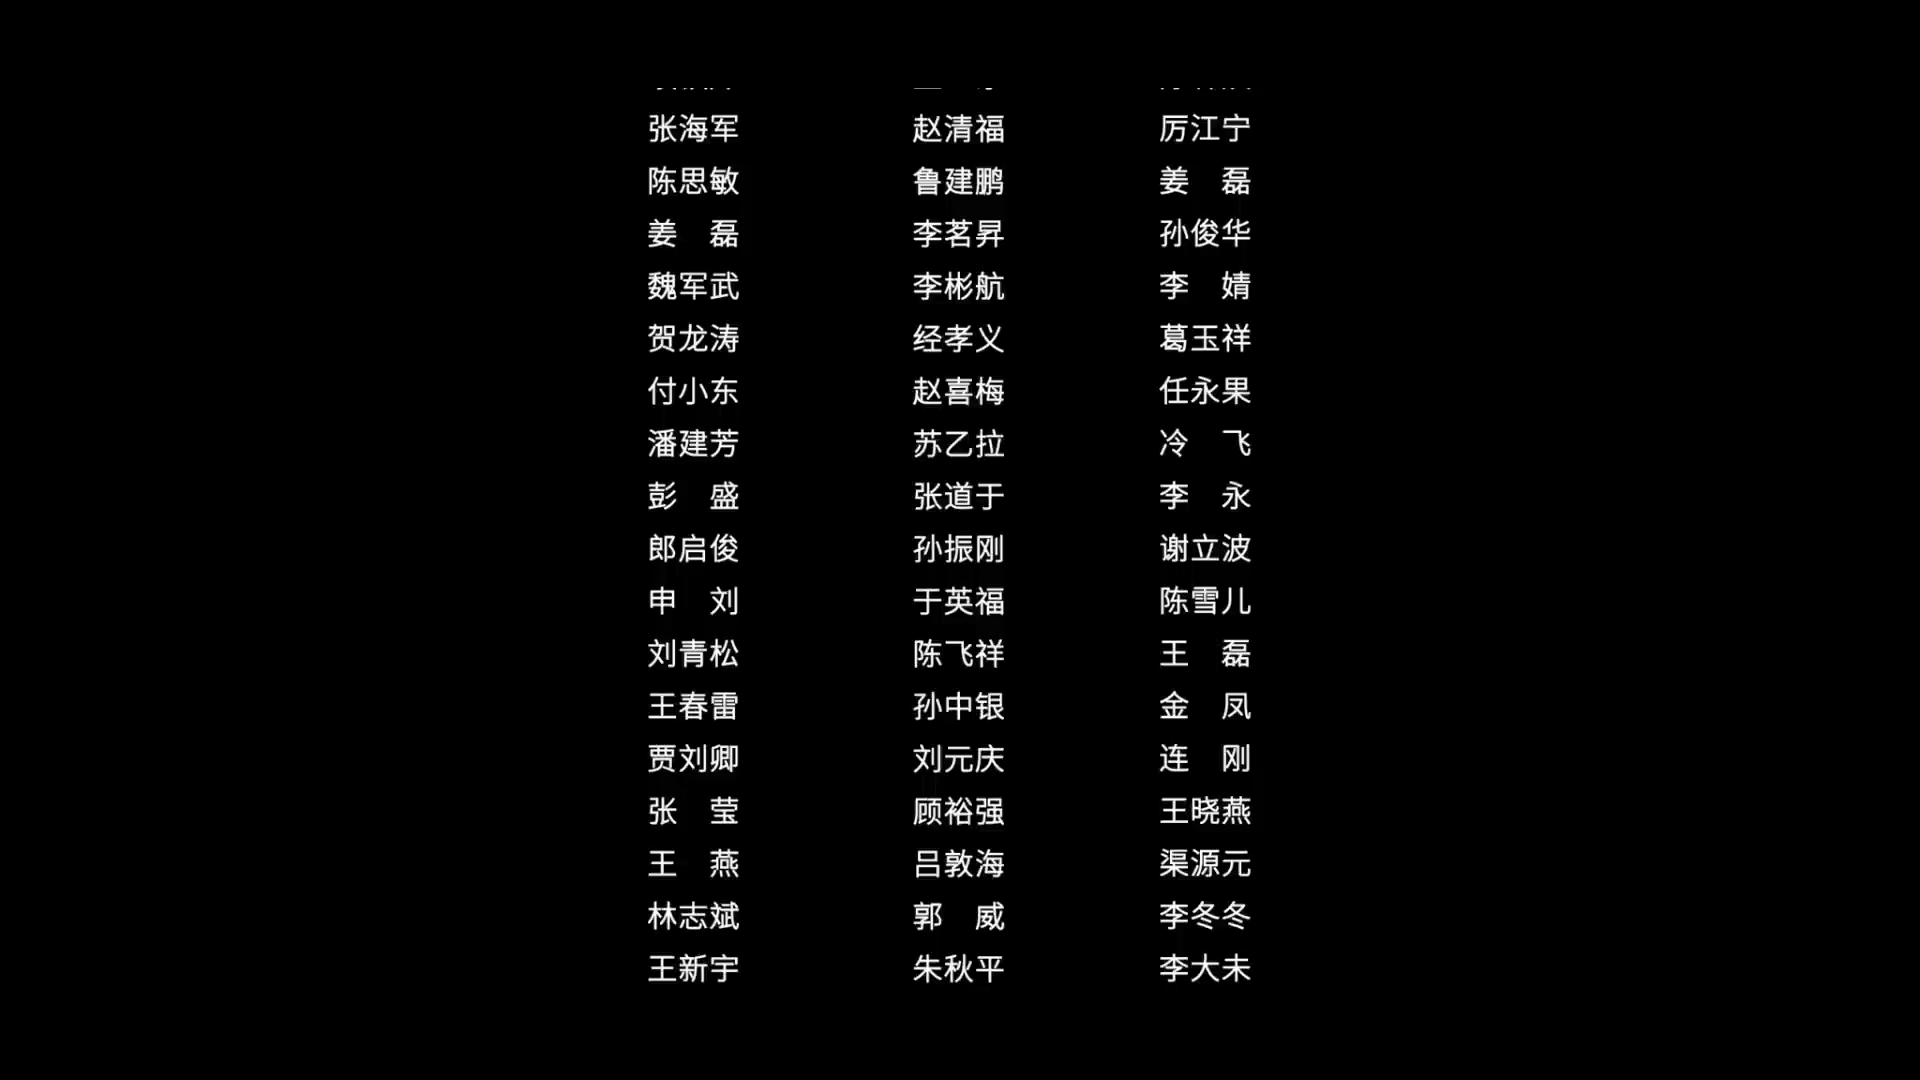 张海军 赵清福 厉江宁
陈思敏 鲁建鹏 姜　磊
姜　磊 李茗昇 孙俊华
魏军武 李彬航 李　婧
贺龙涛 经孝义 葛玉祥
付小东 赵喜梅 任永果
潘建芳 苏乙拉 冷　飞
彭　盛 张道于 李　永
郎启俊 孙振刚 谢立波
申　刘 于英福 陈雪儿
刘青松 陈飞祥 王　磊
王春雷 孙中银 金　凤
贾刘卿 刘元庆 连　刚
张　莹 顾裕强 王晓燕
王　燕 吕敦海 渠源元
林志斌 郭　威 李冬冬
王新宇 朱秋平 李大未